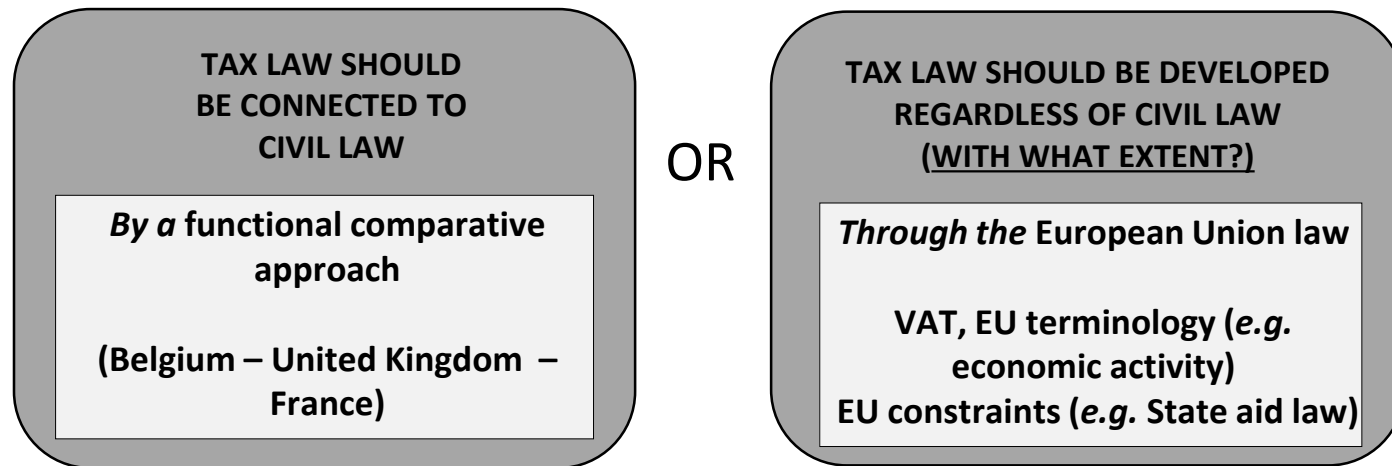 TAX LAW SHOULD
BE CONNECTED TO
CIVIL LAW
By a functional comparative
approach
(Belgium – United Kingdom –
France)
OR
TAX LAW SHOULD BE DEVELOPED
REGARDLESS OF CIVIL LAW
(WITH WHAT EXTENT?)
Through the European Union law
VAT, EU terminology (e.g.
economic activity)
EU constraints (e.g. State aid law)